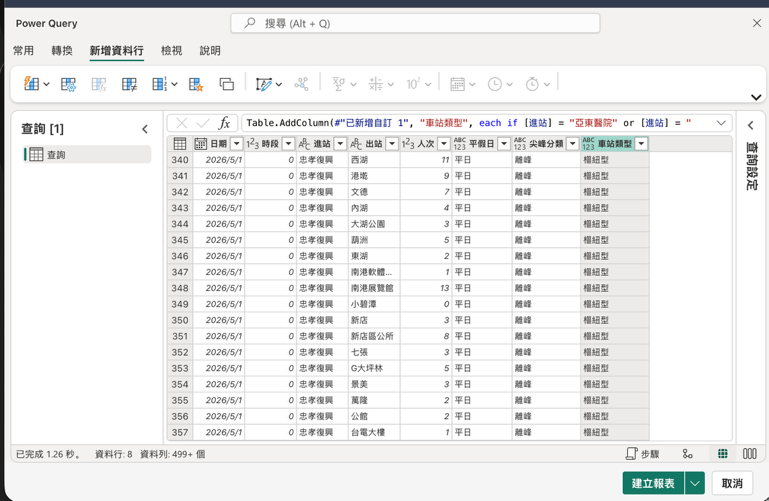 Power Query
搜尋 (Alt + Q)
常用 轉換 新增資料行 檢視 說明
查詢 [1]
查詢
fx Table.AddColumn(#"已新增自訂 1", "車站類型", each if [進站] = "亞東醫院" or [進站] = "
日期 1²3 時段 ABC 進站 ABC 出站 1²3 人次 ABC 123 平假日 ABC 123 尖峰分類 ABC 123 車站類型
340 2026/5/1 0 忠孝復興 西湖 11 平日 離峰 樞紐型
341 2026/5/1 0 忠孝復興 港墘 9 平日 離峰 樞紐型
342 2026/5/1 0 忠孝復興 文德 7 平日 離峰 樞紐型
343 2026/5/1 0 忠孝復興 內湖 4 平日 離峰 樞紐型
344 2026/5/1 0 忠孝復興 大湖公園 3 平日 離峰 樞紐型
345 2026/5/1 0 忠孝復興 葫洲 5 平日 離峰 樞紐型
346 2026/5/1 0 忠孝復興 東湖 2 平日 離峰 樞紐型
347 2026/5/1 0 忠孝復興 南港軟體... 1 平日 離峰 樞紐型
348 2026/5/1 0 忠孝復興 南港展覽館 13 平日 離峰 樞紐型
349 2026/5/1 0 忠孝復興 小碧潭 0 平日 離峰 樞紐型
350 2026/5/1 0 忠孝復興 新店 3 平日 離峰 樞紐型
351 2026/5/1 0 忠孝復興 新店區公所 8 平日 離峰 樞紐型
352 2026/5/1 0 忠孝復興 七張 3 平日 離峰 樞紐型
353 2026/5/1 0 忠孝復興 G大坪林 5 平日 離峰 樞紐型
354 2026/5/1 0 忠孝復興 景美 3 平日 離峰 樞紐型
355 2026/5/1 0 忠孝復興 萬隆 2 平日 離峰 樞紐型
356 2026/5/1 0 忠孝復興 公館 2 平日 離峰 樞紐型
357 2026/5/1 0 忠孝復興 台電大樓 1 平日 離峰 樞紐型
查詢設定
已完成 1.26 秒。 資料行: 8 資料列: 499+ 個
步驟
建立報表 取消